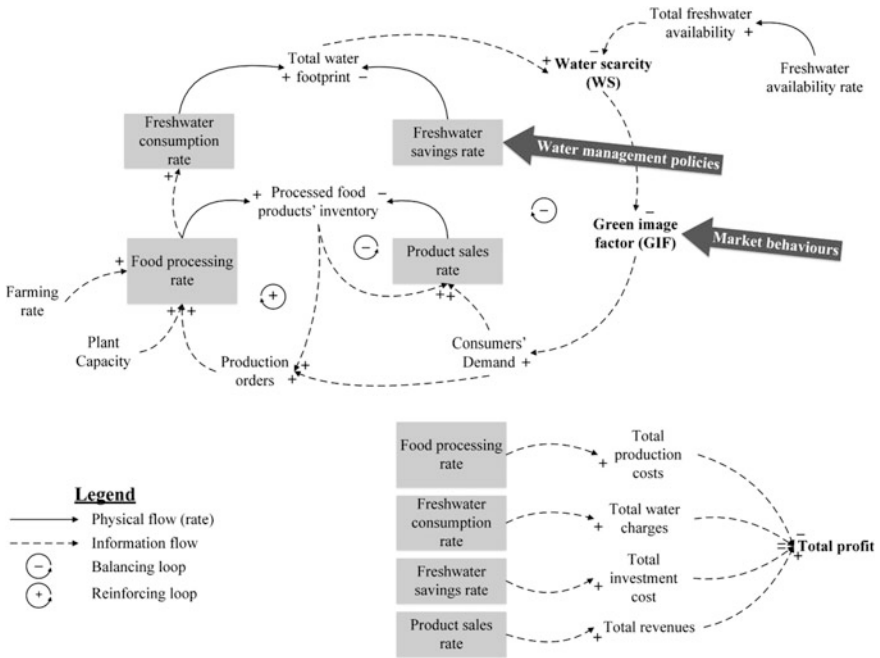 Total freshwater
availability
+
Freshwater
availability rate
Total water
+ footprint −
+
−
Water scarcity
(WS)
Freshwater
consumption
rate
+
Freshwater
savings rate
Water management policies
+
Processed food
products' inventory
−
−
−
−
Green image
factor (GIF)
Market behaviours
Food processing
rate
+
Product sales
rate
+
Farming
rate
++
++
Plant
Capacity
Production
orders
+
+
Consumers'
Demand
+
Food processing
rate
+
Total
production
costs
Freshwater
consumption
rate
+
Total water
charges
Freshwater
savings rate
+
Total
investment
cost
Product sales
rate
+
Total revenues
−
−
−
+
Total profit
Legend
Physical flow (rate)
Information flow
−
Balancing loop
+
Reinforcing loop